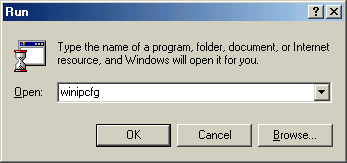 Run
Type the name of a program, folder, document, or Internet
resource, and Windows will open it for you.
Open: winipcfg
OK Cancel Browse...